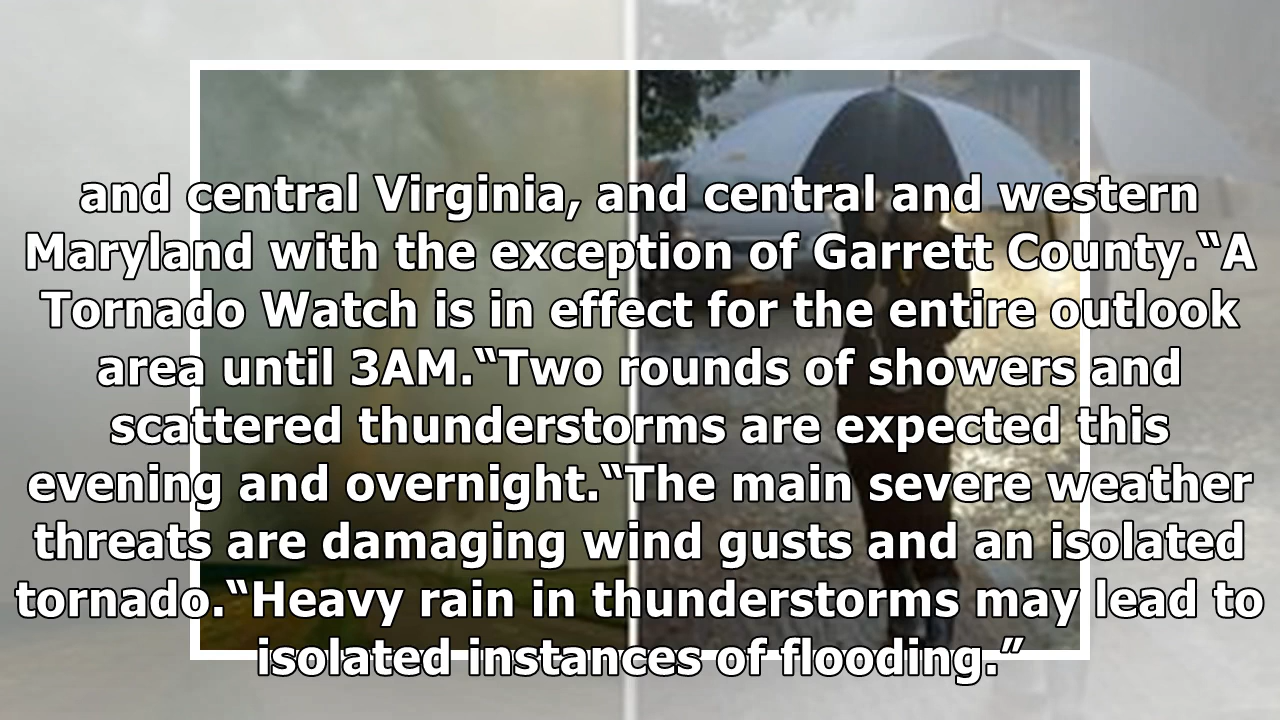 and central Virginia, and central and western
Maryland with the exception of Garrett County.“A
Tornado Watch is in effect for the entire outlook
area until 3AM.“Two rounds of showers and
scattered thunderstorms are expected this
evening and overnight.“The main severe weather
threats are damaging wind gusts and an isolated
tornado.“Heavy rain in thunderstorms may lead to
isolated instances of flooding.”